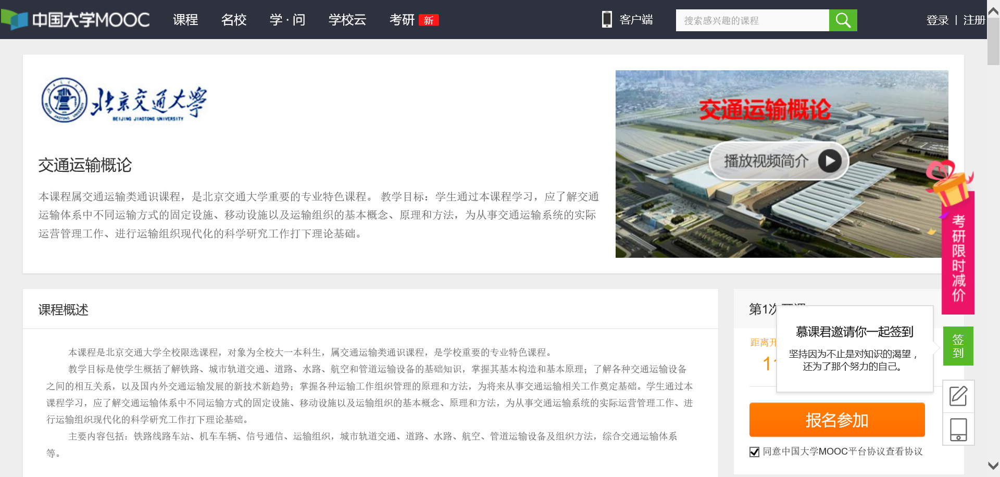 中国大学MOOC 课程 名校 学·问 学校云 考研 新 客户端 搜索感兴趣的课程 登录 | 注册
北京交通大学
BEIJING JIAOTONG UNIVERSITY
交通运输概论
本课程属交通运输类通识课程，是北京交通大学重要的专业特色课程。 教学目标：学生通过本课程学习，应了解交通
运输体系中不同运输方式的固定设施、移动设施以及运输组织的基本概念、原理和方法，为从事交通运输系统的实际
运营管理工作、进行运输组织现代化的科学研究工作打下理论基础。
交通运输概论
播放视频简介
考研限时减价
课程概述
本课程是北京交通大学全校限选课程，对象为全校大一本科生，属交通运输类通识课程，是学校重要的专业特色课程。
教学目标是使学生概括了解铁路、城市轨道交通、道路、水路、航空和管道运输设备的基础知识，掌握其基本构造和基本原理；了解各种交通运输设备
之间的相互关系，以及国内外交通运输发展的新技术新趋势；掌握各种运输工作组织管理的原理和方法，为将来从事交通运输相关工作奠定基础。学生通过本
课程学习，应了解交通运输体系中不同运输方式的固定设施、移动设施以及运输组织的基本概念、原理和方法，为从事交通运输系统的实际运营管理工作、进
行运输组织现代化的科学研究工作打下理论基础。
主要内容包括：铁路线路车站、机车车辆、信号通信、运输组织，城市轨道交通、道路、水路、航空、管道运输设备及组织方法，综合交通运输体系
等。
第1次开课
距离开
慕课君邀请你一起签到
坚持因为不止是对知识的渴望，
还为了那个努力的自己。
签到
报名参加
同意中国大学MOOC平台协议查看协议